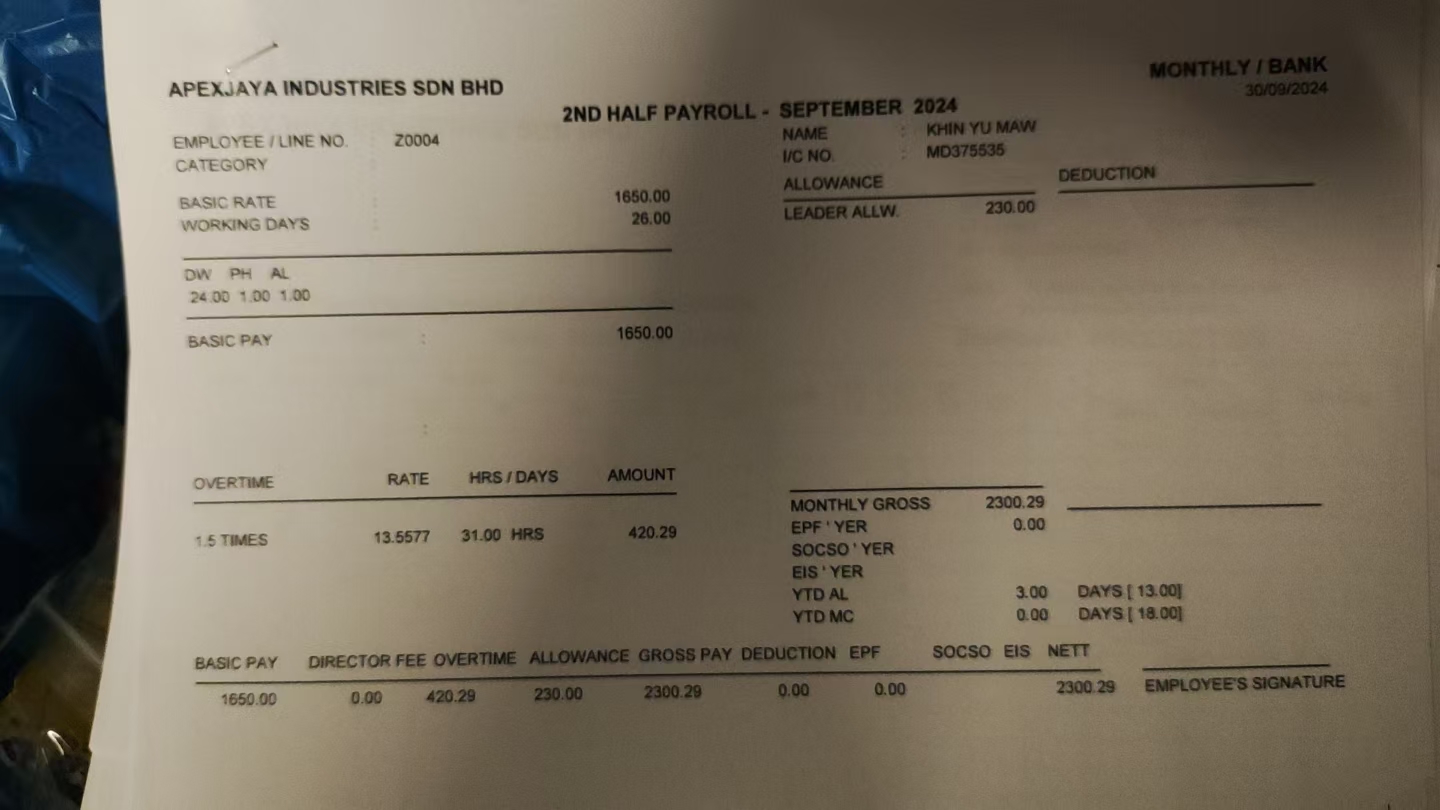 APEXJAYA INDUSTRIES SDN BHD
MONTHLY / BANK
30/09/2024
2ND HALF PAYROLL - SEPTEMBER 2024
EMPLOYEE / LINE NO. : Z0004
CATEGORY :
NAME : KHIN YU MAW
I/C NO. : MD375535
BASIC RATE : 1650.00
WORKING DAYS : 26.00
ALLOWANCE DEDUCTION
LEADER ALLW. 230.00
DW PH AL
24.00 1.00 1.00
BASIC PAY : 1650.00
:
OVERTIME RATE HRS / DAYS AMOUNT
1.5 TIMES 13.5577 31.00 HRS 420.29
MONTHLY GROSS 2300.29
EPF ' YER 0.00
SOCSO ' YER
EIS ' YER
YTD AL 3.00 DAYS [ 13.00]
YTD MC 0.00 DAYS [ 18.00]
BASIC PAY DIRECTOR FEE OVERTIME ALLOWANCE GROSS PAY DEDUCTION EPF SOCSO EIS NETT
1650.00 0.00 420.29 230.00 2300.29 0.00 0.00 2300.29
EMPLOYEE'S SIGNATURE